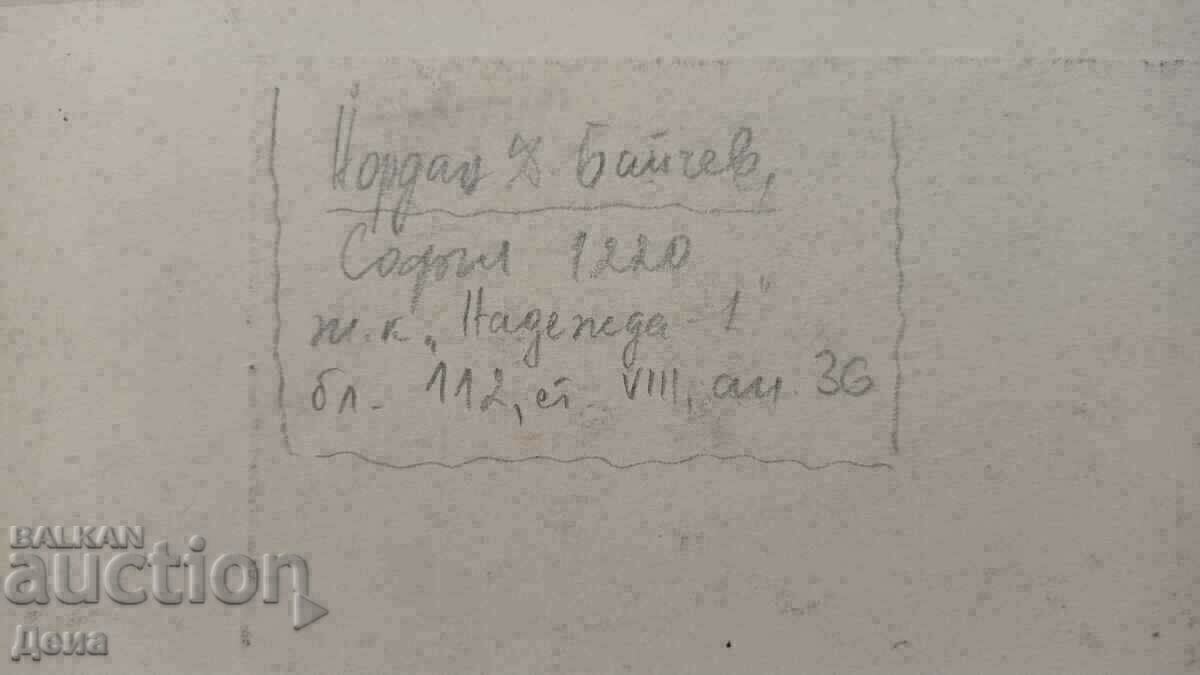 Йордан Байчев,
София 1220
ж.к „Надежда - 1"
бл. 112, ет. VIII, ап 36
BALKAN
auction
Деиа